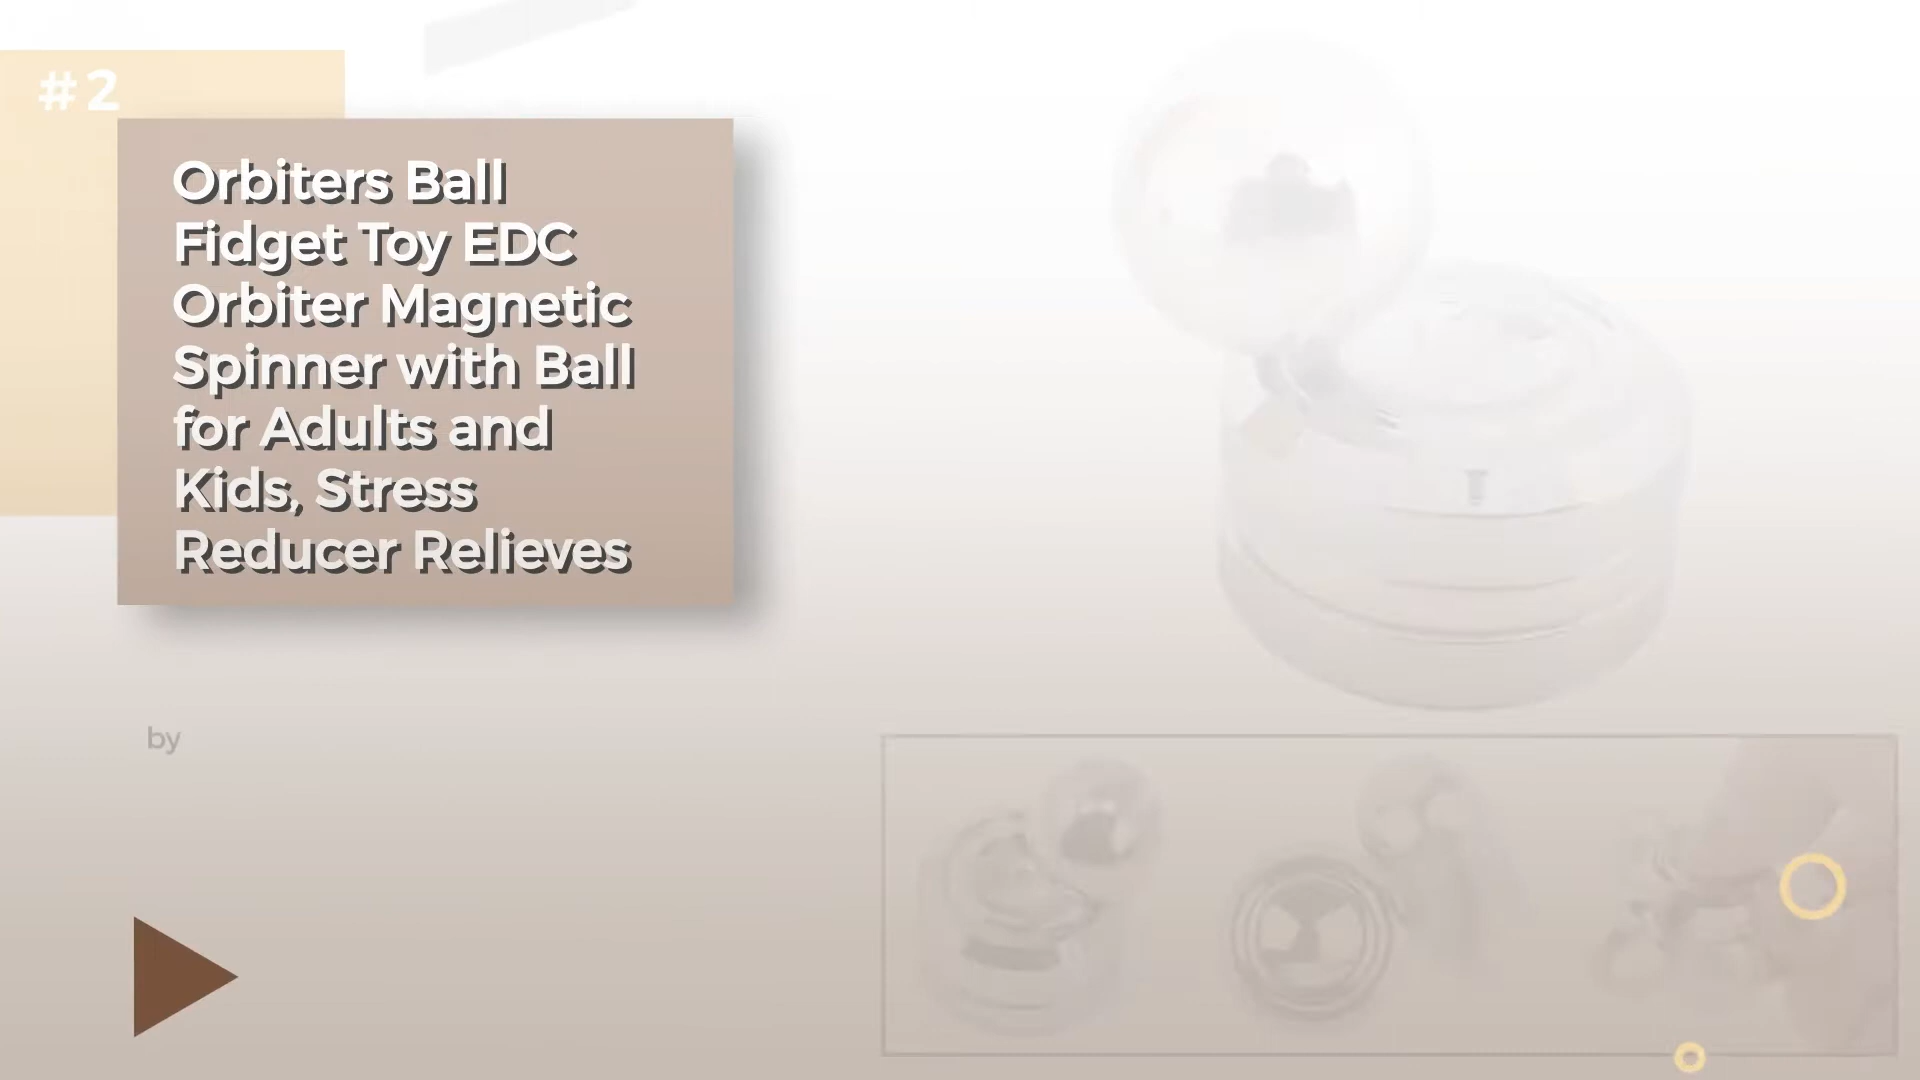 #2
Orbiters Ball
Fidget Toy EDC
Orbiter Magnetic
Spinner with Ball
for Adults and
Kids, Stress
Reducer Relieves
by